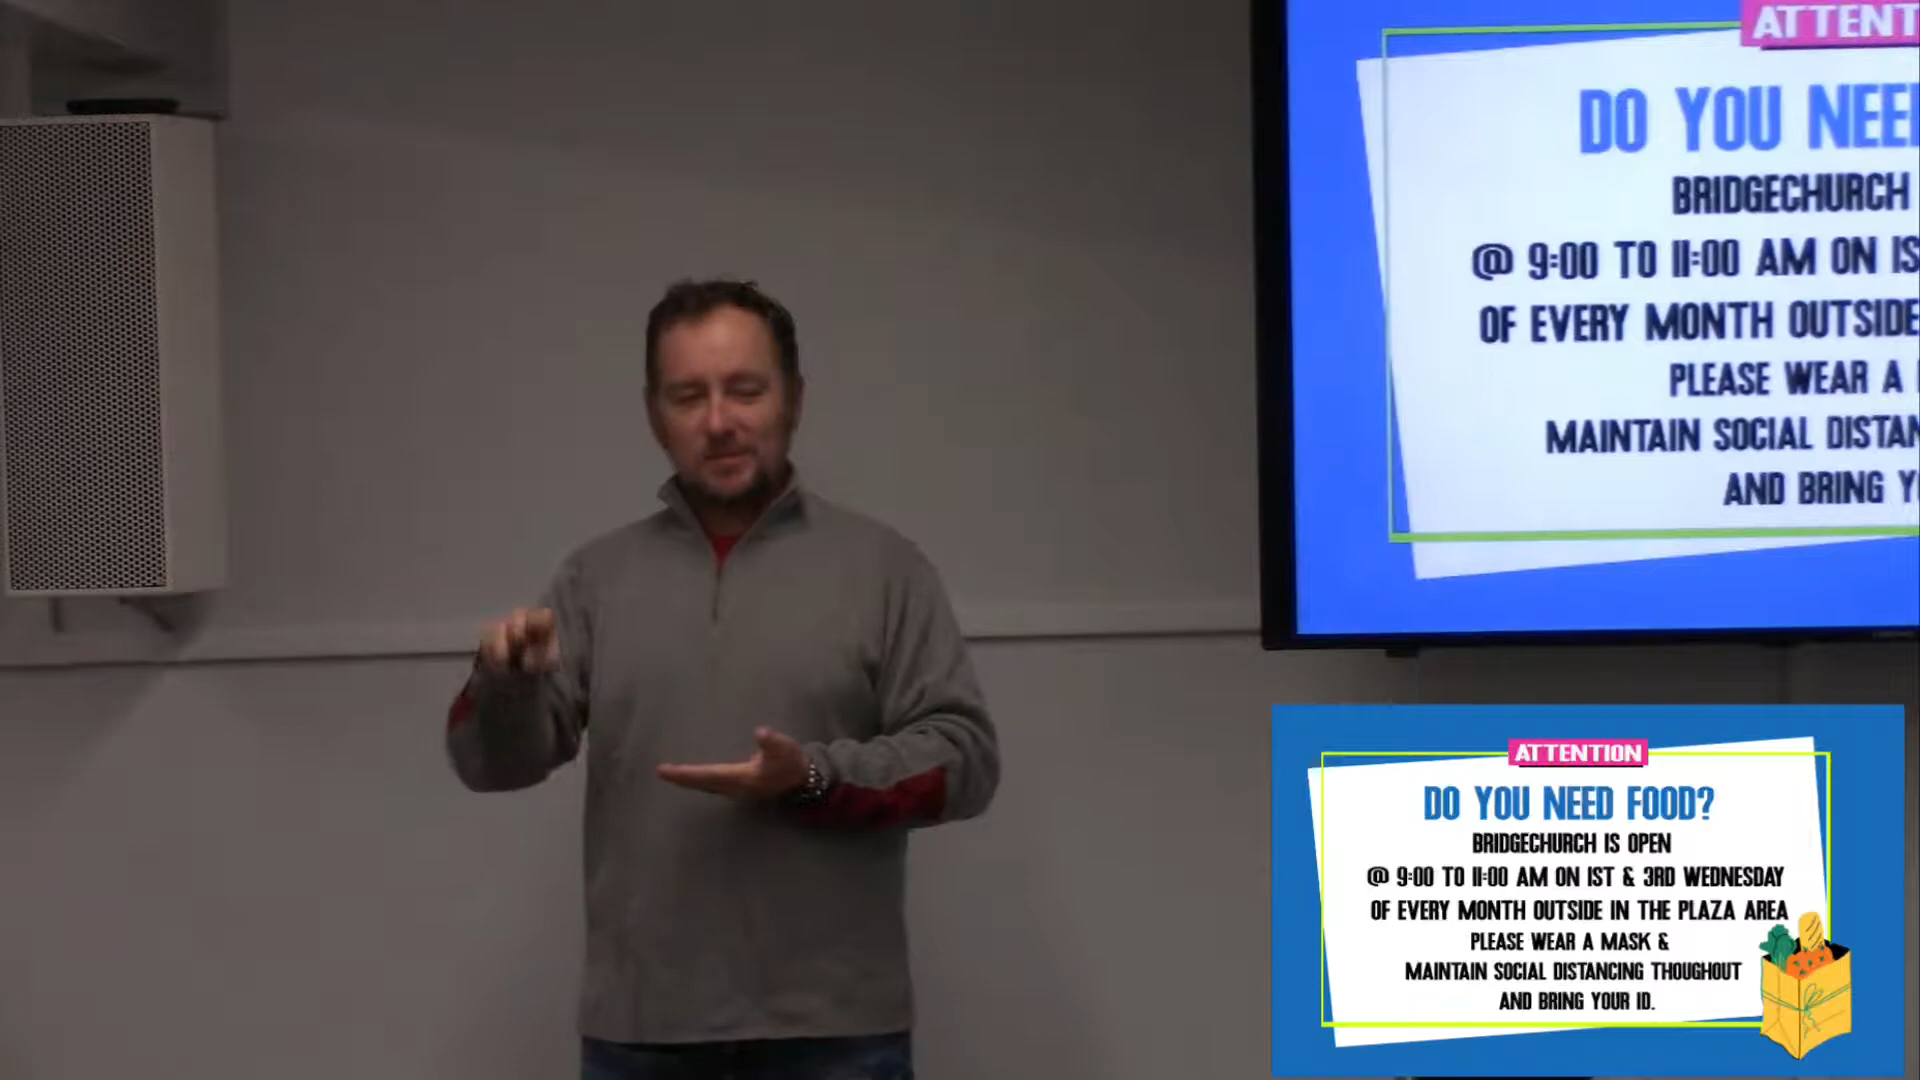 ATTENT
DO YOU NEE
BRIDGECHURCH
@ 9:00 TO 11:00 AM ON 1S
OF EVERY MONTH OUTSIDE
PLEASE WEAR A
MAINTAIN SOCIAL DISTAN
AND BRING Y
ATTENTION
DO YOU NEED FOOD?
BRIDGECHURCH IS OPEN
@ 9:00 TO 11:00 AM ON 1ST & 3RD WEDNESDAY
OF EVERY MONTH OUTSIDE IN THE PLAZA AREA
PLEASE WEAR A MASK &
MAINTAIN SOCIAL DISTANCING THOUGHOUT
AND BRING YOUR ID.